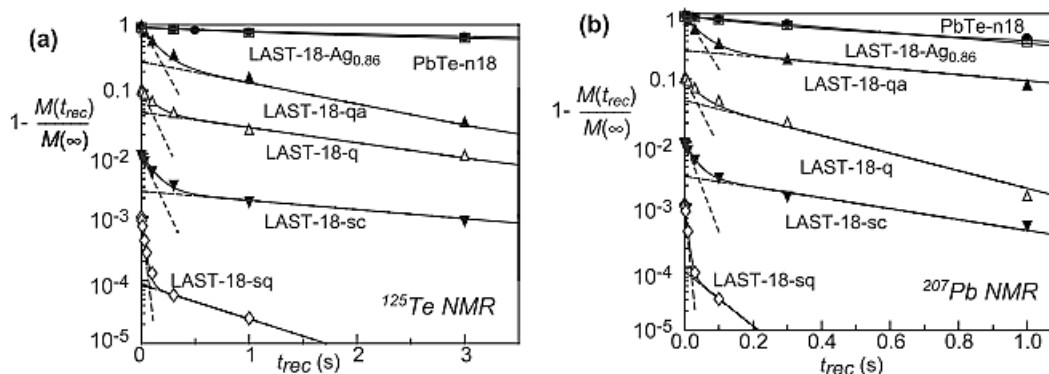 (a)
1
0.1
10-2
10-3
10-4
10-5
1- M(trec)
M(∞)
LAST-18-Ag0.86
PbTe-n18
LAST-18-qa
LAST-18-q
LAST-18-sc
LAST-18-sq
125Te NMR
0 1 2 3
trec (s)
(b)
1
0.1
10-2
10-3
10-4
10-5
1- M(trec)
M(∞)
PbTe-n18
LAST-18-Ag0.86
LAST-18-qa
LAST-18-q
LAST-18-sc
LAST-18-sq
207Pb NMR
0.0 0.2 0.4 0.6 0.8 1.0
trec (s)